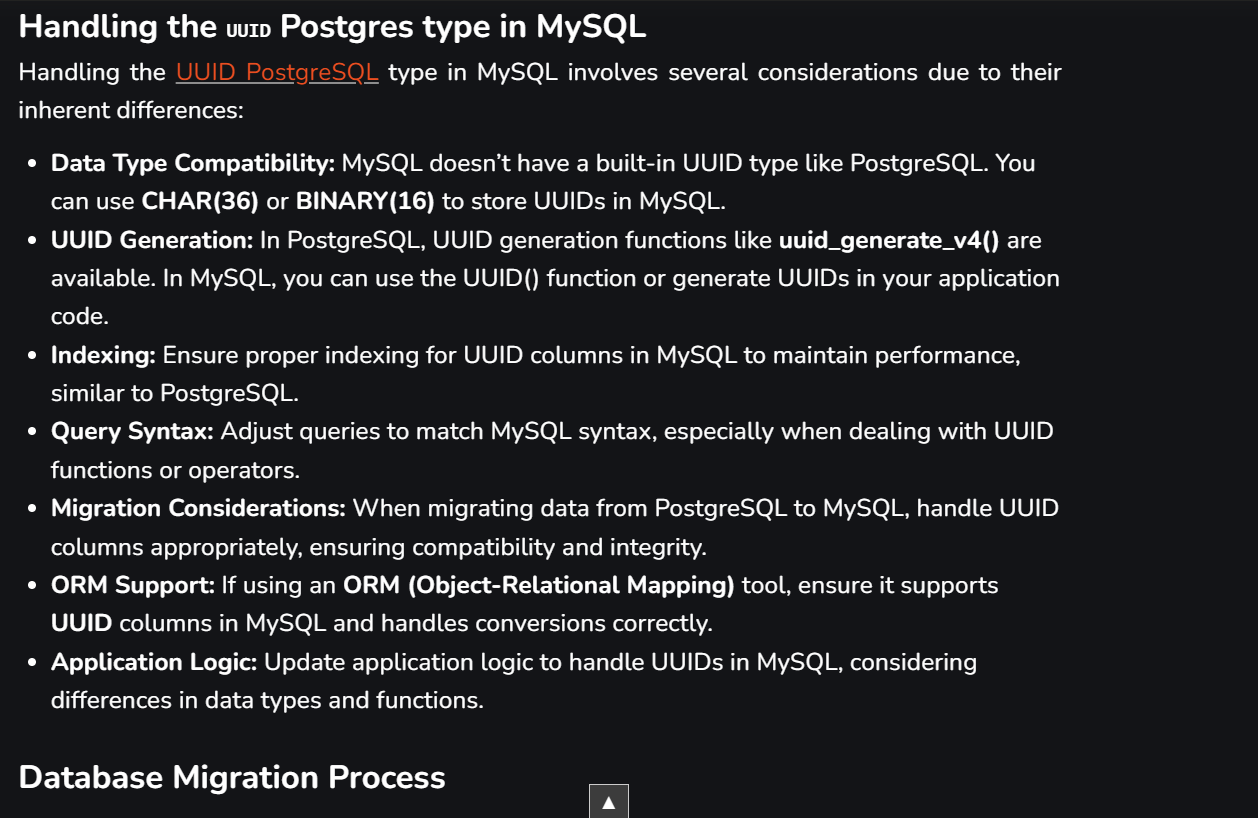 Handling the UUID Postgres type in MySQL
Handling the UUID PostgreSQL type in MySQL involves several considerations due to their
inherent differences:
• Data Type Compatibility: MySQL doesn’t have a built-in UUID type like PostgreSQL. You
can use CHAR(36) or BINARY(16) to store UUIDs in MySQL.
• UUID Generation: In PostgreSQL, UUID generation functions like uuid_generate_v4() are
available. In MySQL, you can use the UUID() function or generate UUIDs in your application
code.
• Indexing: Ensure proper indexing for UUID columns in MySQL to maintain performance,
similar to PostgreSQL.
• Query Syntax: Adjust queries to match MySQL syntax, especially when dealing with UUID
functions or operators.
• Migration Considerations: When migrating data from PostgreSQL to MySQL, handle UUID
columns appropriately, ensuring compatibility and integrity.
• ORM Support: If using an ORM (Object-Relational Mapping) tool, ensure it supports
UUID columns in MySQL and handles conversions correctly.
• Application Logic: Update application logic to handle UUIDs in MySQL, considering
differences in data types and functions.
Database Migration Process
▲